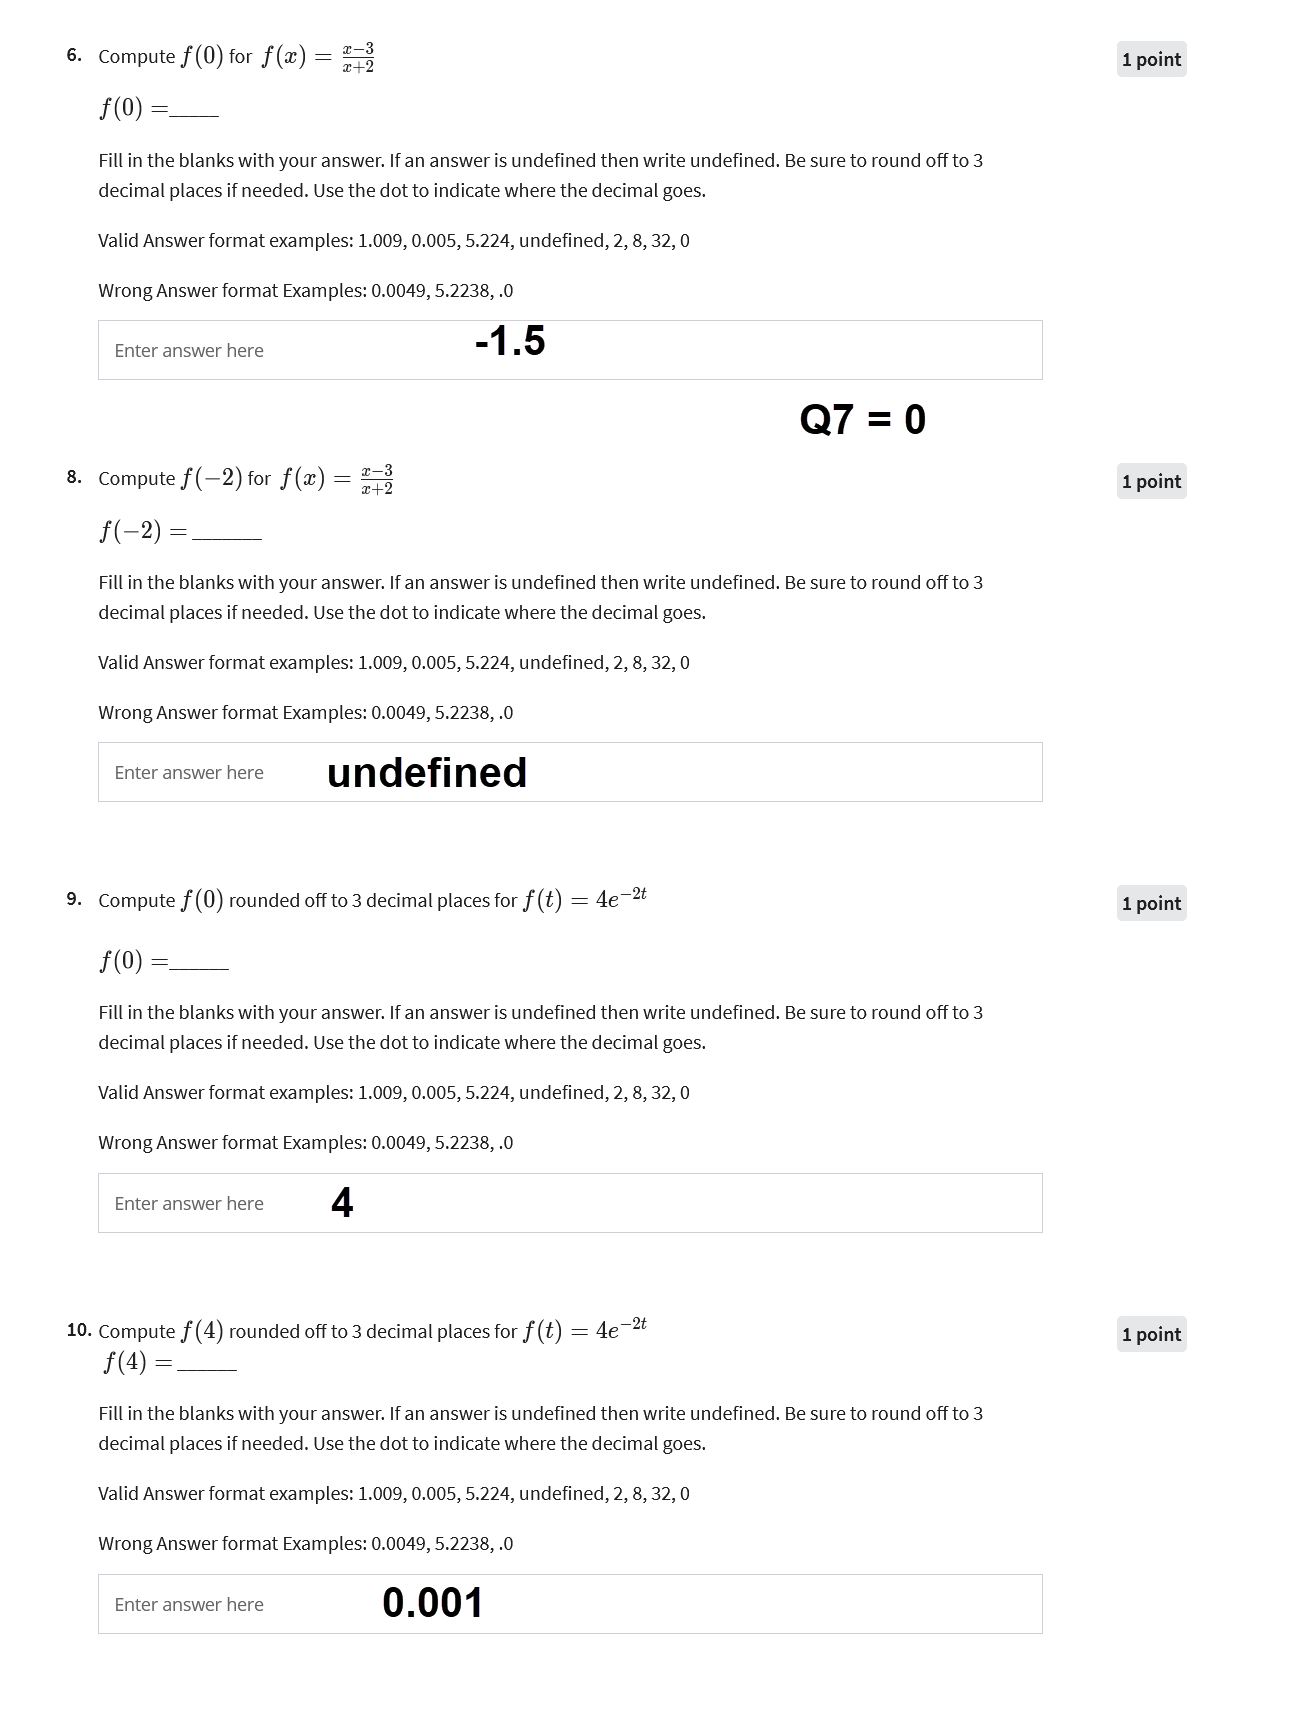 6. Compute f(0) for f(x) = \frac{x-3}{x+2}
1 point
f(0) =_____
Fill in the blanks with your answer. If an answer is undefined then write undefined. Be sure to round off to 3
decimal places if needed. Use the dot to indicate where the decimal goes.
Valid Answer format examples: 1.009, 0.005, 5.224, undefined, 2, 8, 32, 0
Wrong Answer format Examples: 0.0049, 5.2238, .0
Enter answer here -1.5
Q7 = 0
8. Compute f(−2) for f(x) = \frac{x-3}{x+2}
1 point
f(−2) = _______
Fill in the blanks with your answer. If an answer is undefined then write undefined. Be sure to round off to 3
decimal places if needed. Use the dot to indicate where the decimal goes.
Valid Answer format examples: 1.009, 0.005, 5.224, undefined, 2, 8, 32, 0
Wrong Answer format Examples: 0.0049, 5.2238, .0
Enter answer here undefined
9. Compute f(0) rounded off to 3 decimal places for f(t) = 4e^{-2t}
1 point
f(0) =______
Fill in the blanks with your answer. If an answer is undefined then write undefined. Be sure to round off to 3
decimal places if needed. Use the dot to indicate where the decimal goes.
Valid Answer format examples: 1.009, 0.005, 5.224, undefined, 2, 8, 32, 0
Wrong Answer format Examples: 0.0049, 5.2238, .0
Enter answer here 4
10. Compute f(4) rounded off to 3 decimal places for f(t) = 4e^{-2t}
1 point
f(4) = ______
Fill in the blanks with your answer. If an answer is undefined then write undefined. Be sure to round off to 3
decimal places if needed. Use the dot to indicate where the decimal goes.
Valid Answer format examples: 1.009, 0.005, 5.224, undefined, 2, 8, 32, 0
Wrong Answer format Examples: 0.0049, 5.2238, .0
Enter answer here 0.001